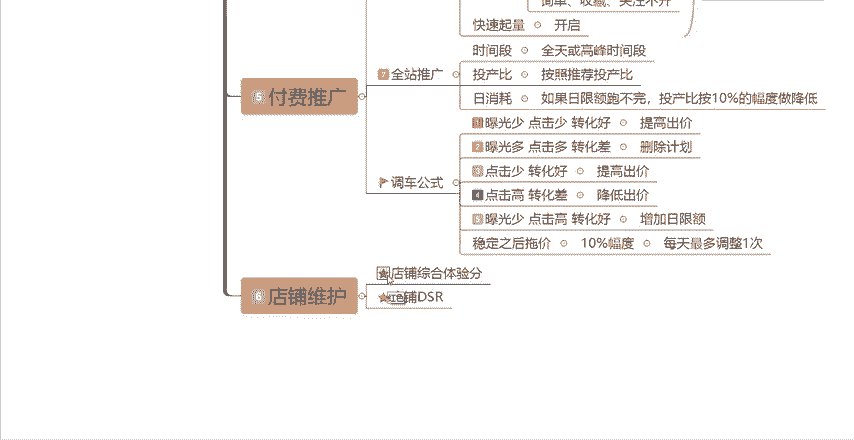 询单、收藏、关注不开
快速起量 开启
时间段 全天或高峰时间段
7 全站推广 投产比 按照推荐投产比
日消耗 如果日限额跑不完，投产比按10%的幅度做降低
5 付费推广
1 曝光少 点击少 转化好 提高出价
2 曝光多 点击多 转化差 删除计划
3 点击少 转化好 提高出价
调车公式
4 点击高 转化差 降低出价
5 曝光少 点击高 转化好 增加日限额
稳定之后拖价 10%幅度 每天最多调整1次
店铺综合体验分
6 店铺维护
铺DSR